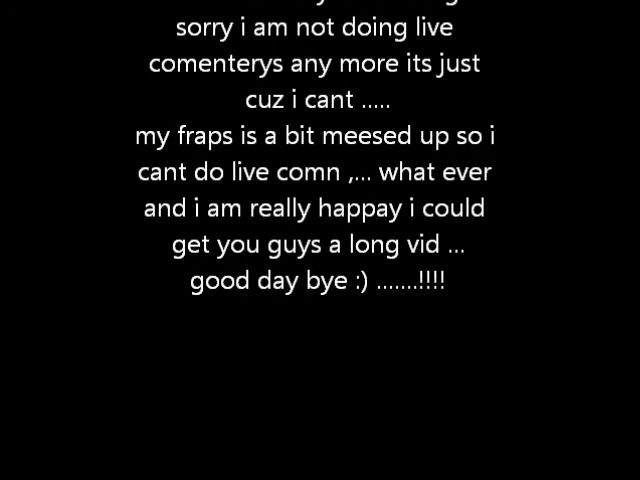 sorry i am not doing live
comenterys any more its just
cuz i cant .....
my fraps is a bit meesed up so i
cant do live comn ,... what ever
and i am really happay i could
get you guys a long vid ...
good day bye :) .......!!!!